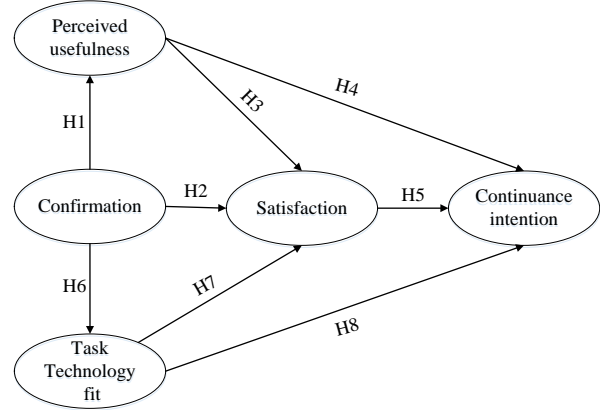 Perceived
usefulness
H4
H3
H1
Confirmation
H2
Satisfaction
H5
Continuance
intention
H6
H7
H8
Task
Technology
fit